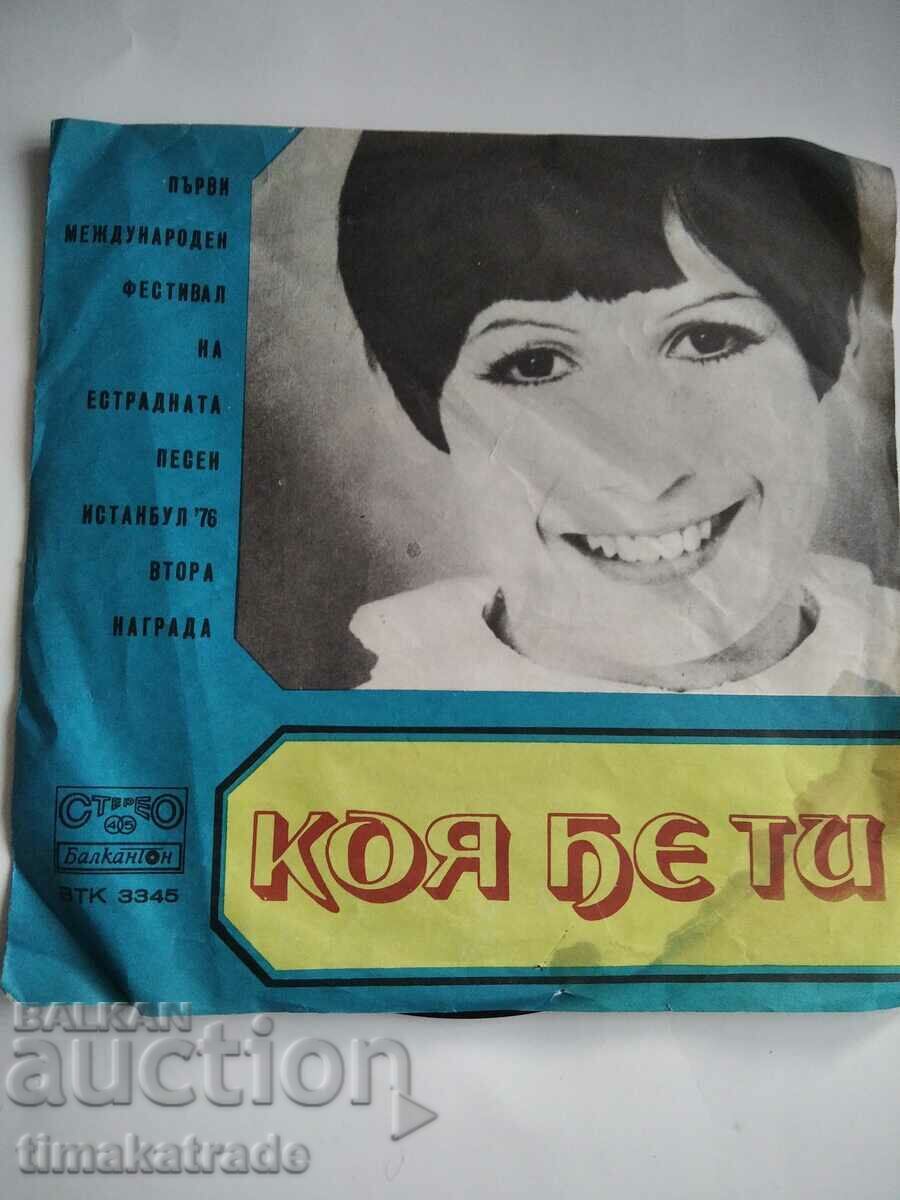 ПЪРВИ
МЕЖДУНАРОДЕН
ФЕСТИВАЛ
НА
ЕСТРАДНАТА
ПЕСЕН
ИСТАНБУЛ '76
ВТОРА
НАГРАДА
СТЕРЕО
45
Балкантон
ВТК 3345
КОЯ ЂЕ ТИ
BALKAN
auction
timakatrade